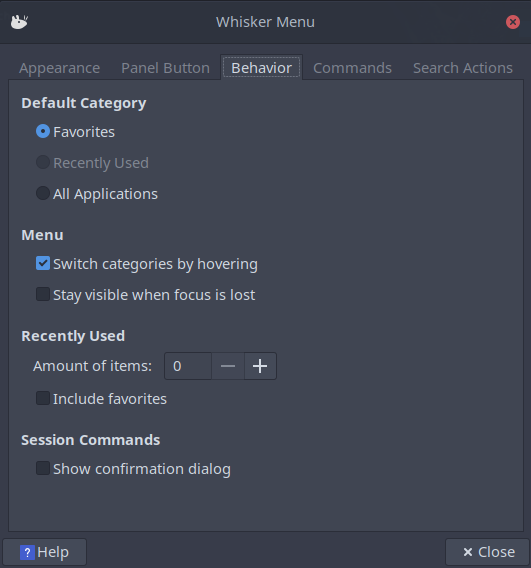 Whisker Menu
Appearance Panel Button Behavior Commands Search Actions
Default Category
Favorites
Recently Used
All Applications
Menu
Switch categories by hovering
Stay visible when focus is lost
Recently Used
Amount of items: 0
Include favorites
Session Commands
Show confirmation dialog
? Help
Close